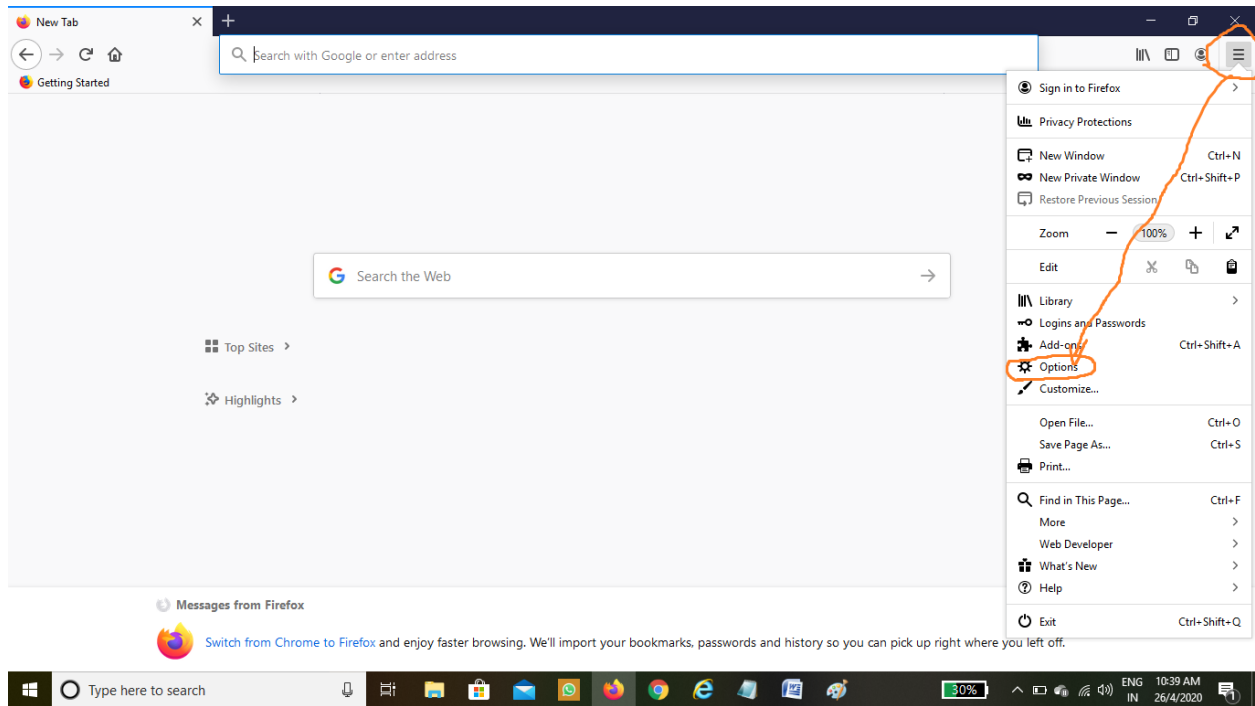 New Tab
Search with Google or enter address
Getting Started
Sign in to Firefox
Privacy Protections
New Window Ctrl+N
New Private Window Ctrl+Shift+P
Restore Previous Session
Zoom 100%
Edit
Library
Logins and Passwords
Add-ons Ctrl+Shift+A
Options
Customize...
Open File... Ctrl+O
Save Page As... Ctrl+S
Print...
Find in This Page... Ctrl+F
More
Web Developer
What's New
Help
Exit Ctrl+Shift+Q
Search the Web
Top Sites
Highlights
Messages from Firefox
Switch from Chrome to Firefox and enjoy faster browsing. We'll import your bookmarks, passwords and history so you can pick up right where you left off.
Type here to search
30%
ENG
IN
10:39 AM
26/4/2020